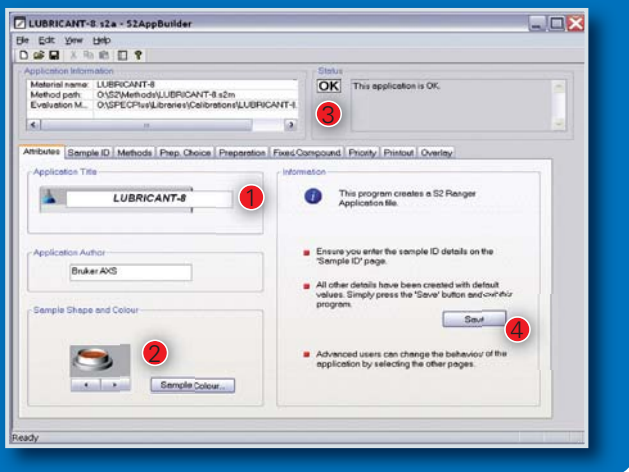 LUBRICANT-8.s2a - S2AppBuilder
File Edit View Help
Application Information
Material name: LUBRICANT-8
Method path: O:\S2\Methods\LUBRICANT-8.s2m
Evaluation M... O:\SPECPlus\Libraries\Calibrations\LUBRICANT-8.
Status
OK
This application is OK.
3
Attributes Sample ID Methods Prep. Choice Preparation Fixed Compound Priority Printout Overlay
Application Title
LUBRICANT-8
1
Application Author
Bruker AXS
Sample Shape and Colour
2
Sample Colour...
Information
This program creates a S2 Ranger
Application file.
Ensure you enter the sample ID details on the
'Sample ID' page.
All other details have been created with default
values. Simply press the 'Save' button and exit this
program.
Save
4
Advanced users can change the behaviour of the
application by selecting the other pages.
Ready